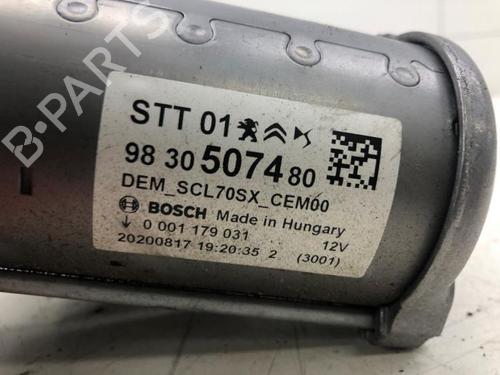 B-PARTS
STT 01
98 30 5074 80
DEM_SCL70SX_CEM00
BOSCH Made in Hungary
0 001 179 031 12V
20200817 19:20:35 2 (3001)